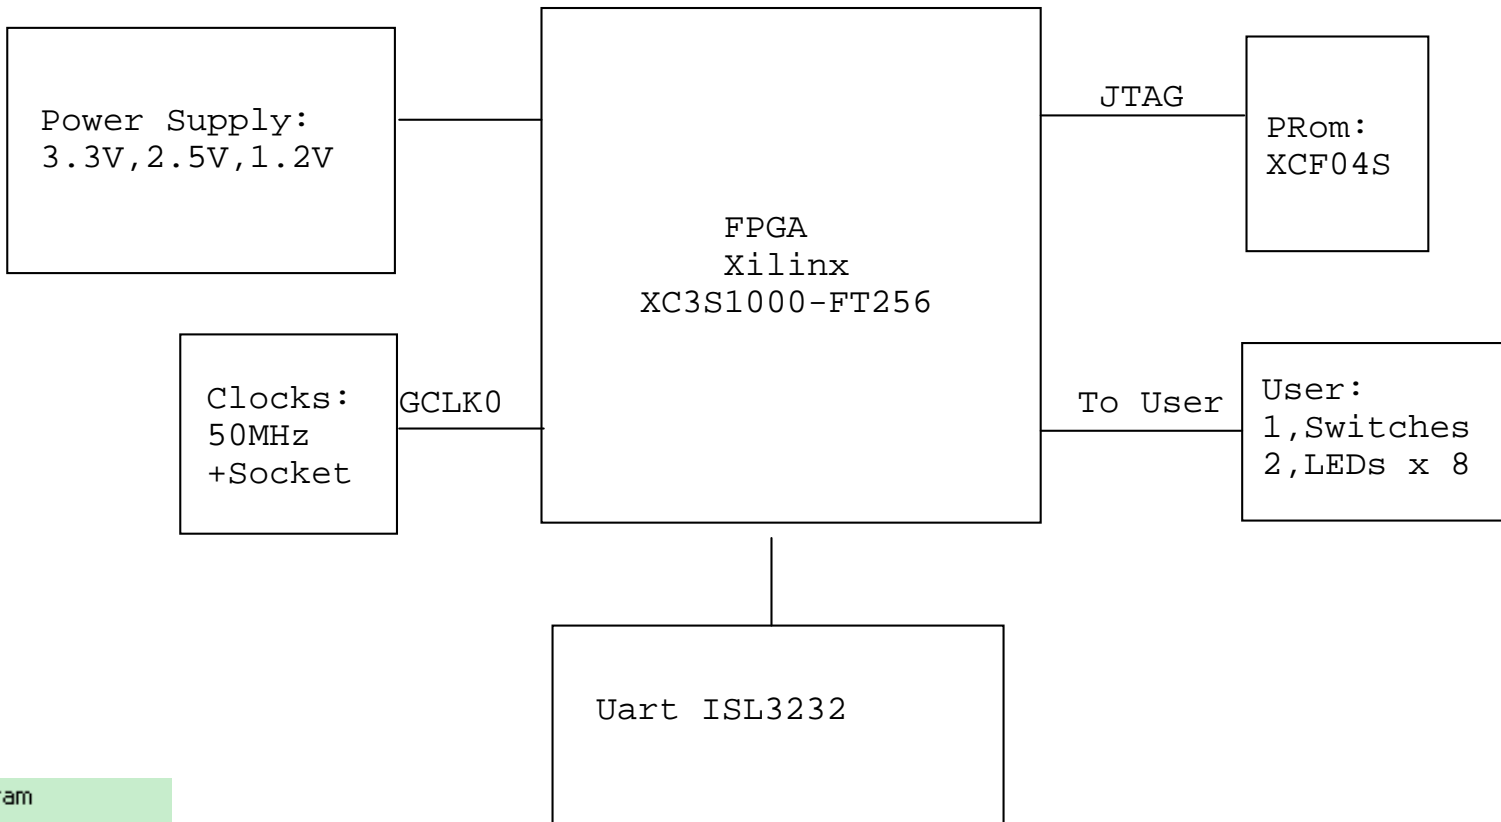 Power Supply:
3.3V,2.5V,1.2V
FPGA
Xilinx
XC3S1000-FT256
JTAG
PRom:
XCF04S
Clocks:
50MHz
+Socket
GCLK0
To User
User:
1,Switches
2,LEDs x 8
Uart ISL3232